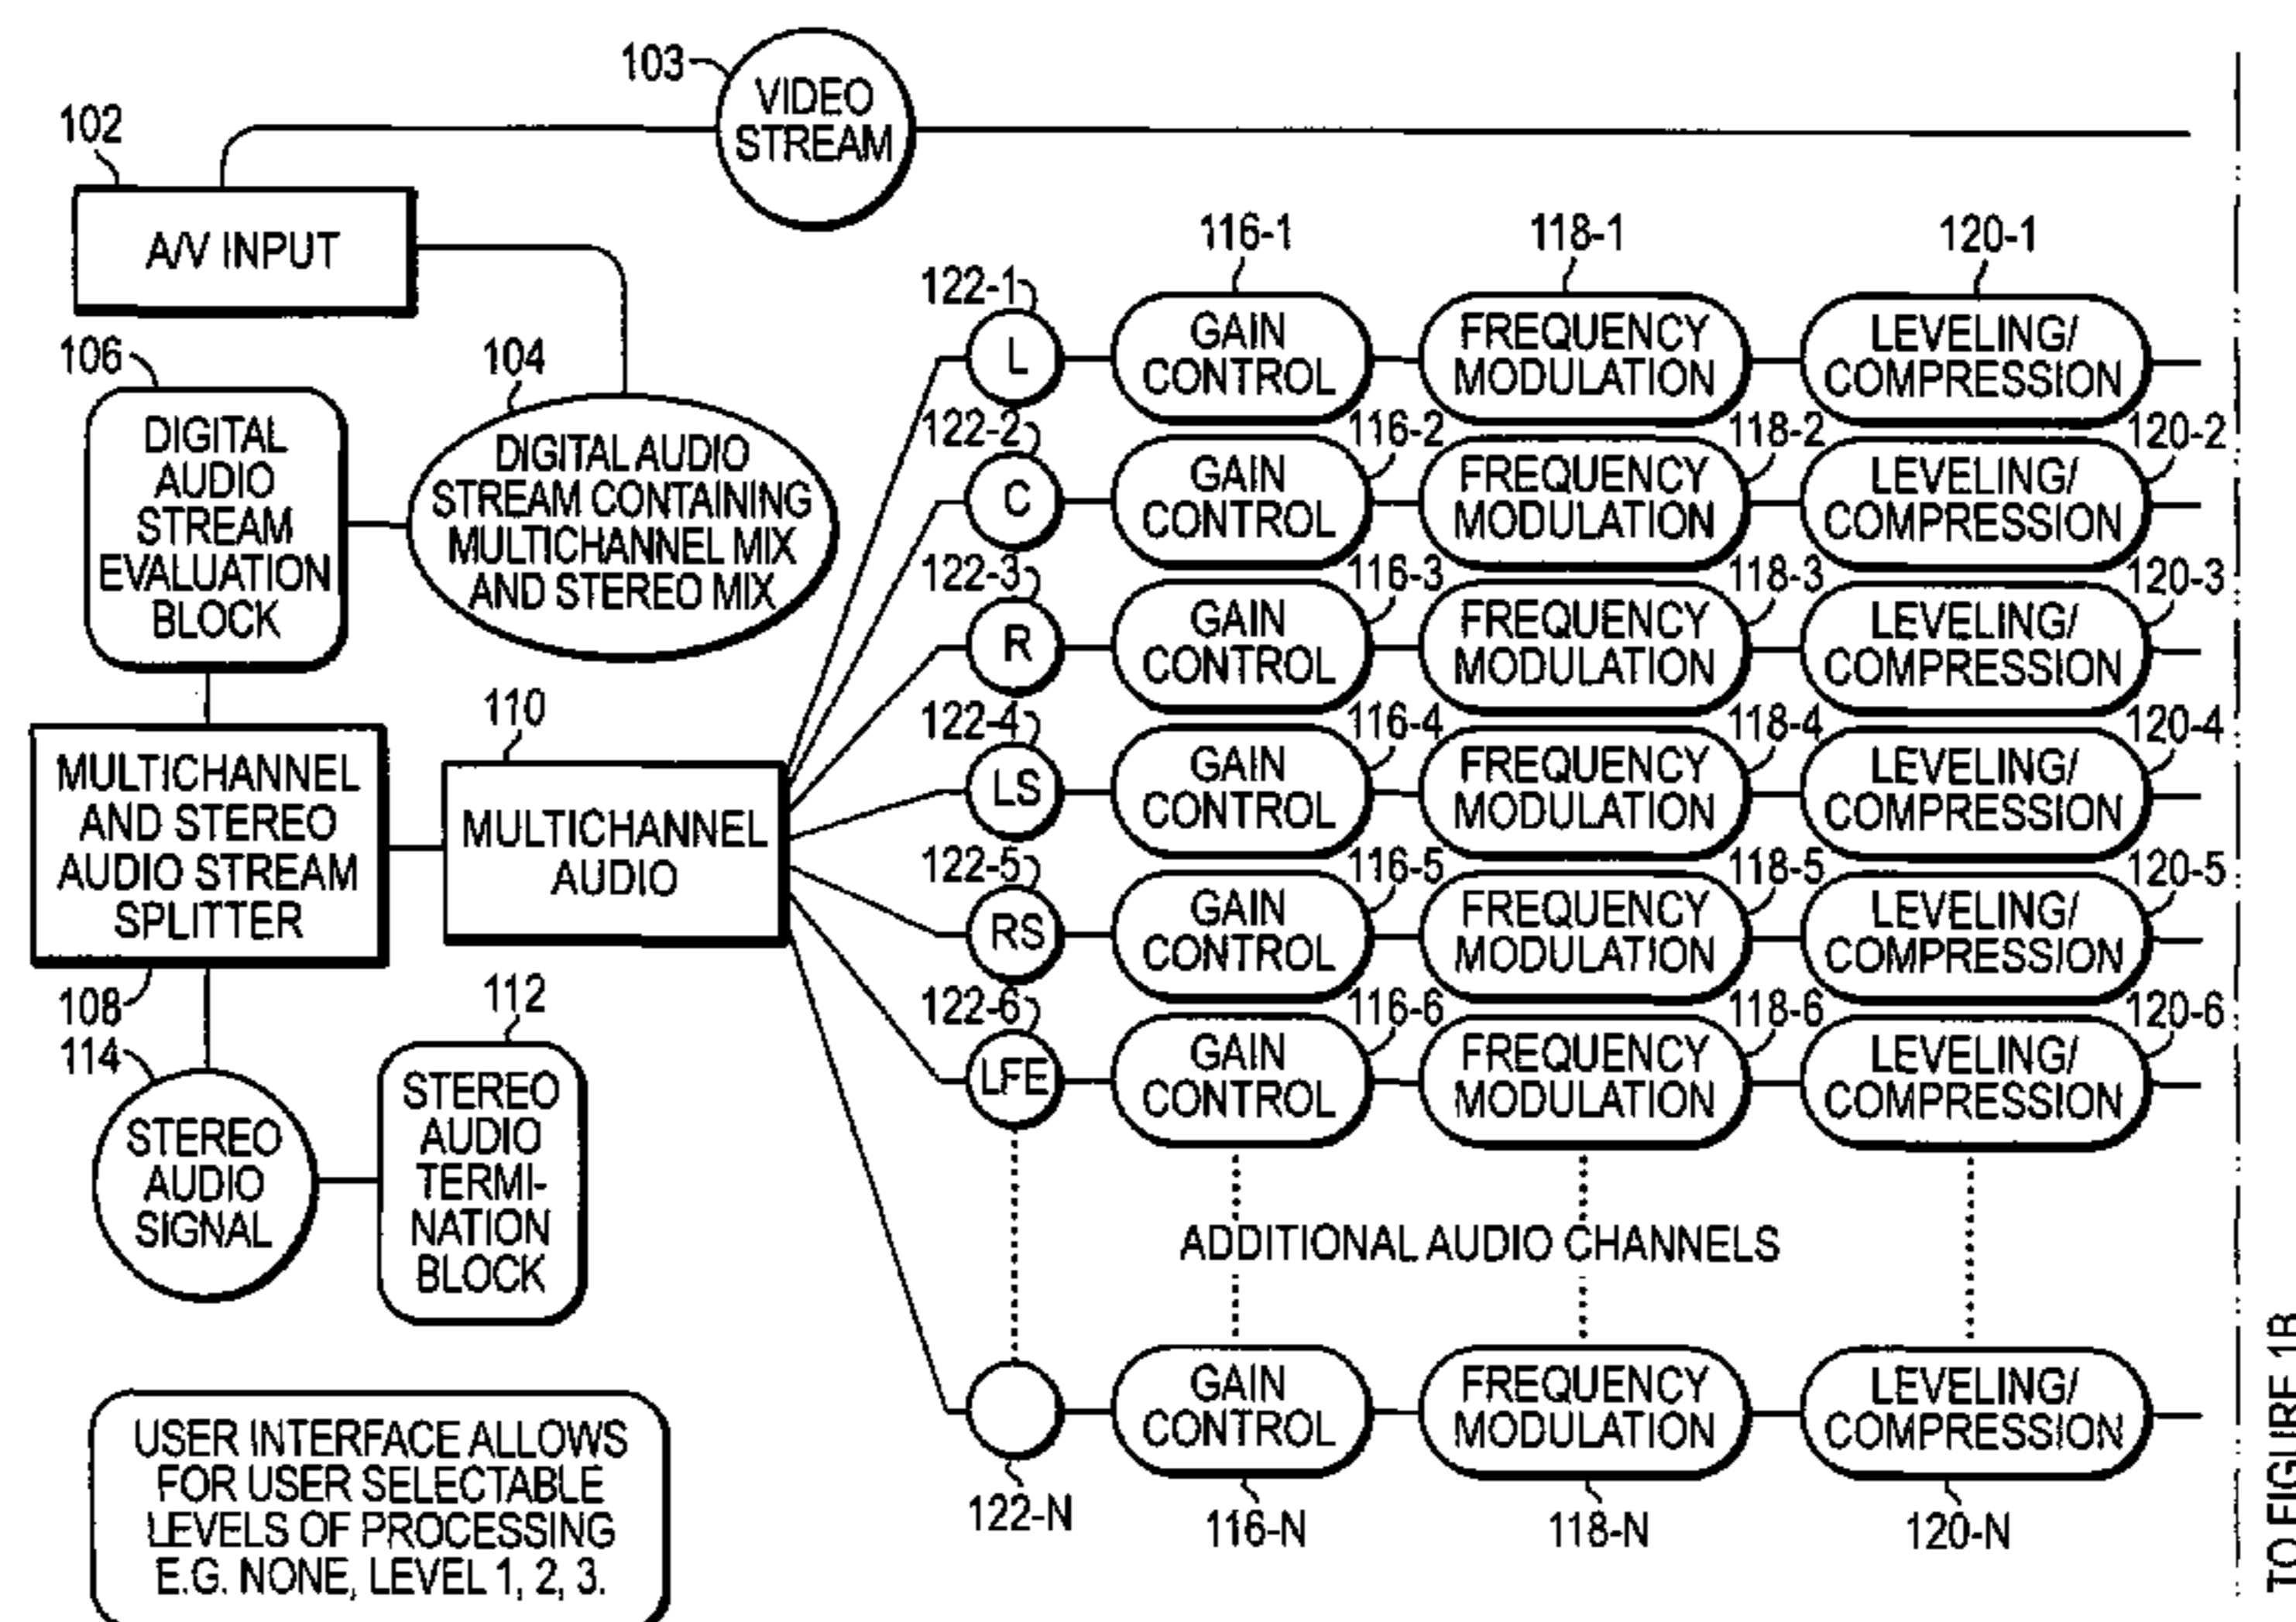 103
VIDEO
STREAM
102
A/V INPUT
116-1
118-1
120-1
122-1
L
GAIN
CONTROL
FREQUENCY
MODULATION
LEVELING/
COMPRESSION
106
DIGITAL
AUDIO
STREAM
EVALUATION
BLOCK
104
DIGITAL AUDIO
STREAM CONTAINING
MULTICHANNEL MIX
AND STEREO MIX
122-2
116-2
118-2
120-2
C
GAIN
CONTROL
FREQUENCY
MODULATION
LEVELING/
COMPRESSION
122-3
116-3
118-3
120-3
R
GAIN
CONTROL
FREQUENCY
MODULATION
LEVELING/
COMPRESSION
MULTICHANNEL
AND STEREO
AUDIO STREAM
SPLITTER
108
110
MULTICHANNEL
AUDIO
122-4
116-4
118-4
120-4
LS
GAIN
CONTROL
FREQUENCY
MODULATION
LEVELING/
COMPRESSION
122-5
116-5
118-5
120-5
RS
GAIN
CONTROL
FREQUENCY
MODULATION
LEVELING/
COMPRESSION
122-6
116-6
118-6
120-6
LFE
GAIN
CONTROL
FREQUENCY
MODULATION
LEVELING/
COMPRESSION
114
STEREO
AUDIO
SIGNAL
112
STEREO
AUDIO
TERMI-
NATION
BLOCK
ADDITIONAL AUDIO CHANNELS
GAIN
CONTROL
FREQUENCY
MODULATION
LEVELING/
COMPRESSION
122-N
116-N
118-N
120-N
USER INTERFACE ALLOWS
FOR USER SELECTABLE
LEVELS OF PROCESSING
E.G. NONE, LEVEL 1, 2, 3.
TO FIGURE 1B